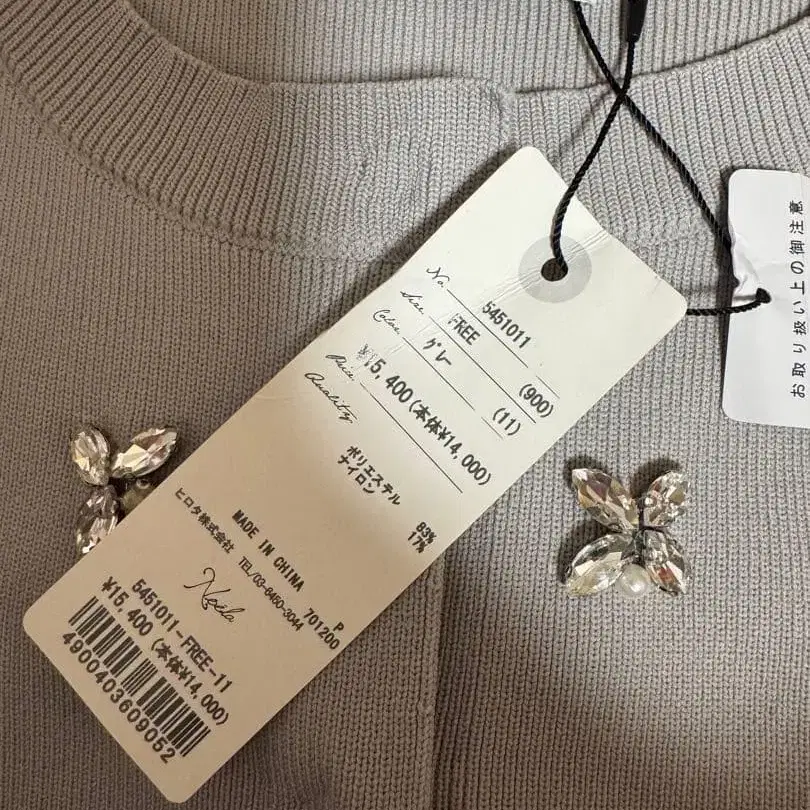 No. 5451011
Size FREE (900)
Color グレー (11)
Price ¥15,400(本体¥14,000)
Quality
ポリエステル 83%
ナイロン 17%
P
MADE IN CHINA 701200
ヒロタ株式会社 TEL/03-6450-3044
Noela
5451011-FREE-11
¥15,400 (本体¥14,000)
4900403609052
お取り扱い上の御注意